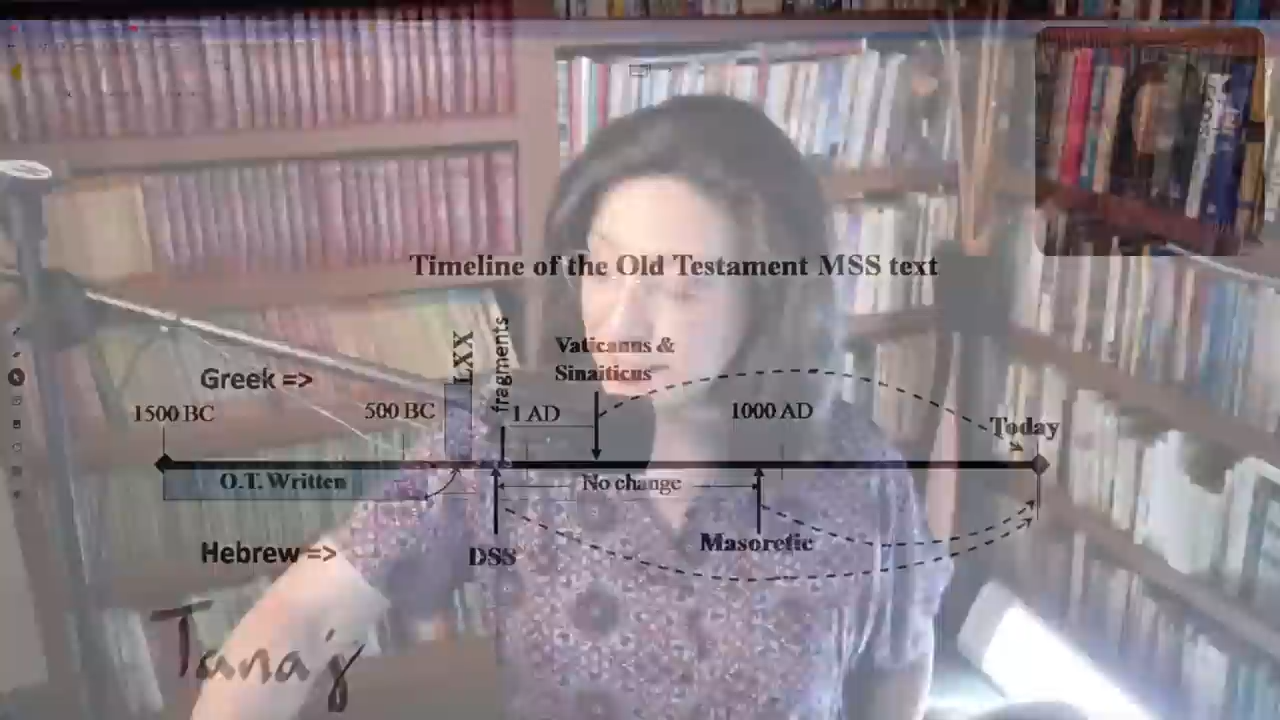 Timeline of the Old Testament MSS text
LXX
fragments
Vaticanus &
Sinaiticus
Greek =>
1500 BC
500 BC
1 AD
1000 AD
Today
O.T. Written
No change
Hebrew =>
DSS
Masoretic
Tanaj